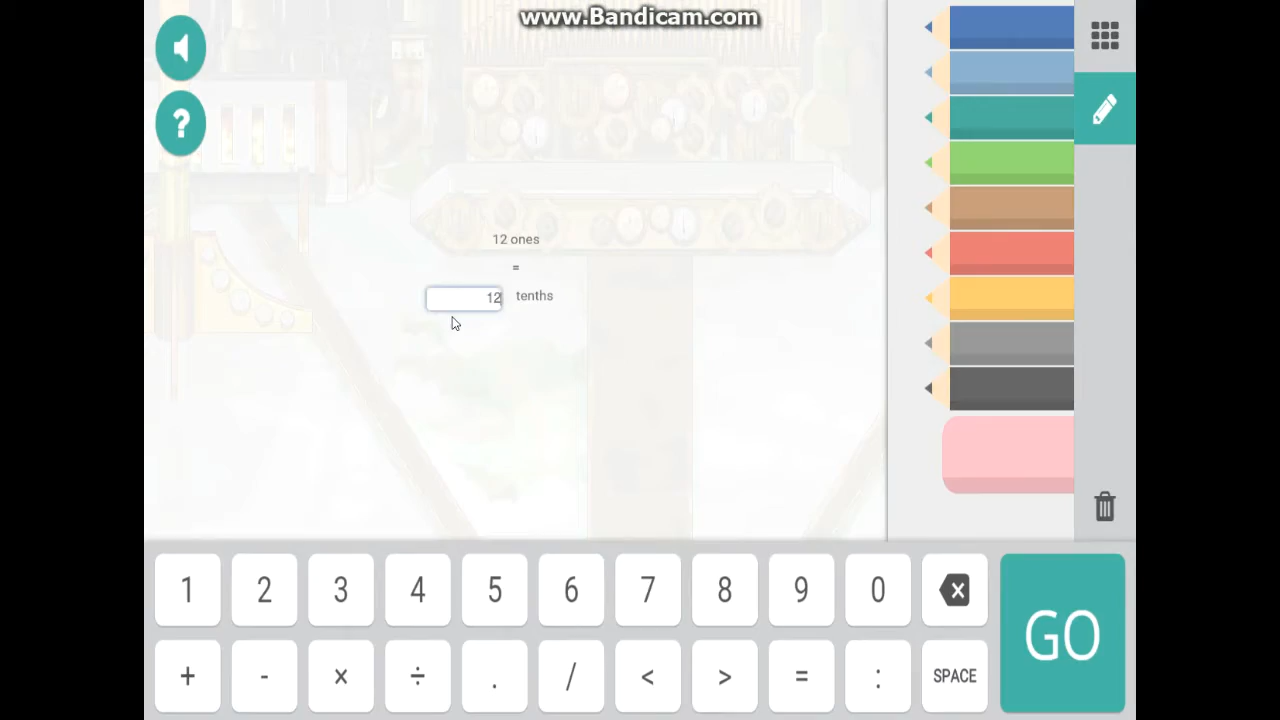 www.Bandicam.com
?
12 ones
=
12 tenths
1 2 3 4 5 6 7 8 9 0
+ - × ÷ . / < > = : SPACE
GO